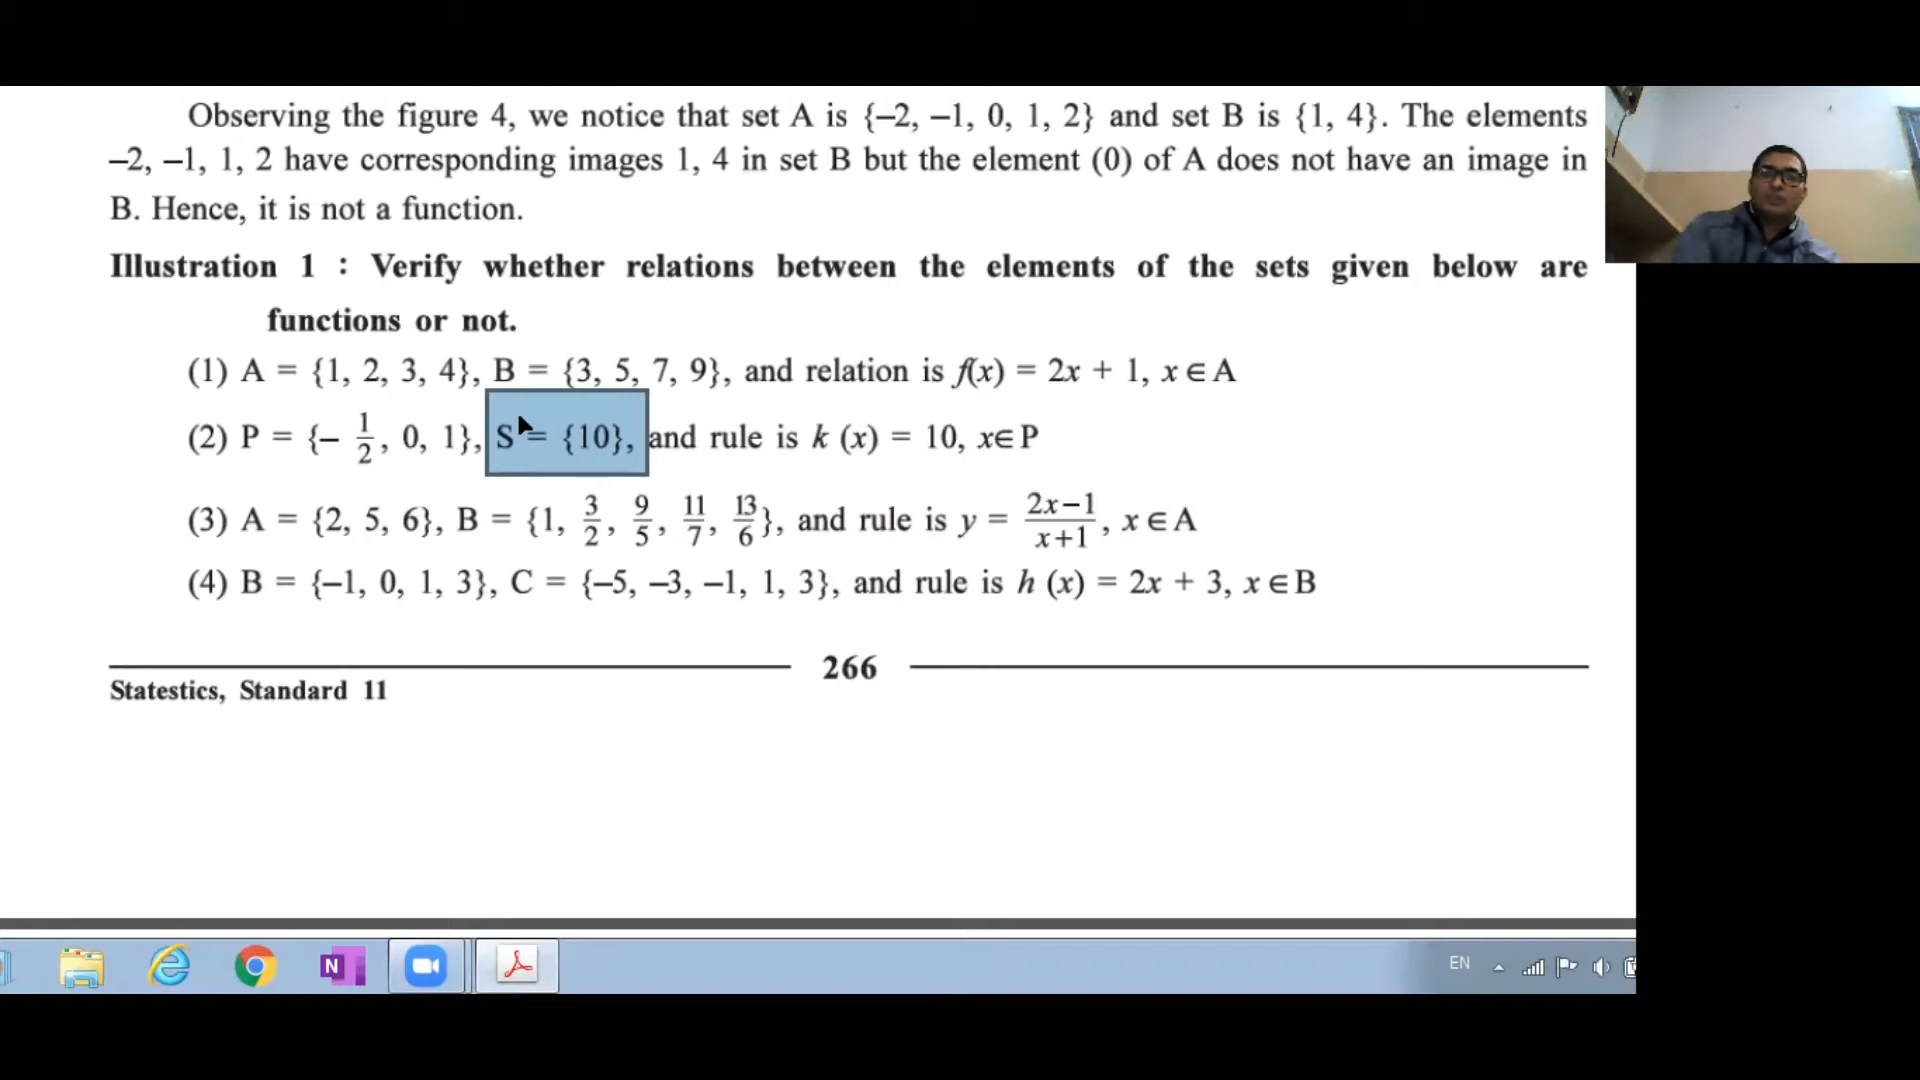 Observing the figure 4, we notice that set A is {–2, –1, 0, 1, 2} and set B is {1, 4}. The elements
–2, –1, 1, 2 have corresponding images 1, 4 in set B but the element (0) of A does not have an image in
B. Hence, it is not a function.
Illustration 1 : Verify whether relations between the elements of the sets given below are
functions or not.
(1) A = {1, 2, 3, 4}, B = {3, 5, 7, 9}, and relation is f(x) = 2x + 1, x ∈ A
(2) P = {– 1/2, 0, 1}, S = {10}, and rule is k (x) = 10, x∈P
(3) A = {2, 5, 6}, B = {1, 3/2, 9/5, 11/7, 13/6}, and rule is y = 2x–1/x+1, x ∈ A
(4) B = {–1, 0, 1, 3}, C = {–5, –3, –1, 1, 3}, and rule is h (x) = 2x + 3, x ∈ B
266
Statestics, Standard 11
N
EN